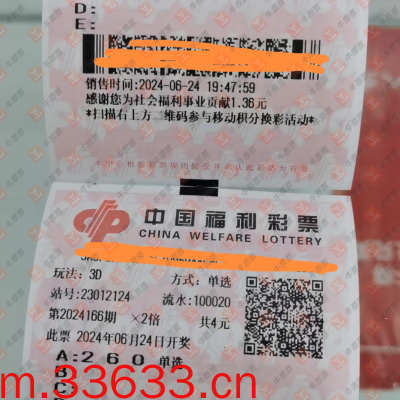 D:
E:
销售时间:2024-06-24 19:47:59
感谢您为社会福利事业贡献1.36元
*扫描右上方二维码参与移动积分换彩活动*
中国福利彩票
CHINA WELFARE LOTTERY
玩法: 3D 方式: 单选
站号:23012124 流水:100020
第2024166期 ×2倍 共4元
此票 2024年06月24日开奖
A:2 6 0 单选
B
m.33633.cn